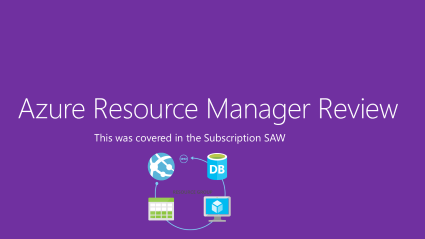 Azure Resource Manager Review
This was covered in the Subscription SAW
DB